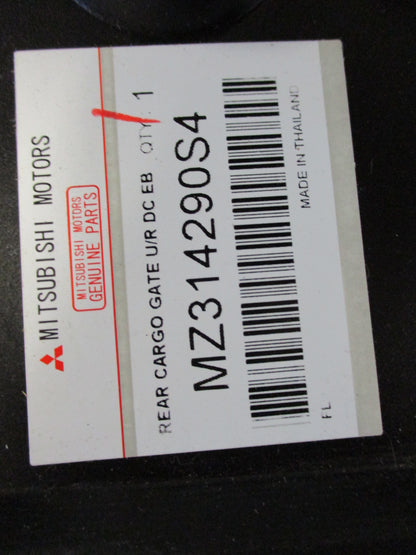 MITSUBISHI MOTORS
MITSUBISHI MOTORS
GENUINE PARTS
REAR CARGO GATE U/R DC EB QTY: 1
MZ314290S4
MADE IN THAILAND
FL